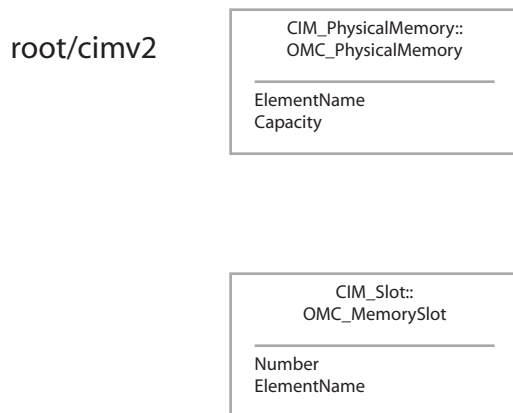 root/cimv2
CIM_PhysicalMemory::
OMC_PhysicalMemory
ElementName
Capacity
CIM_Slot::
OMC_MemorySlot
Number
ElementName